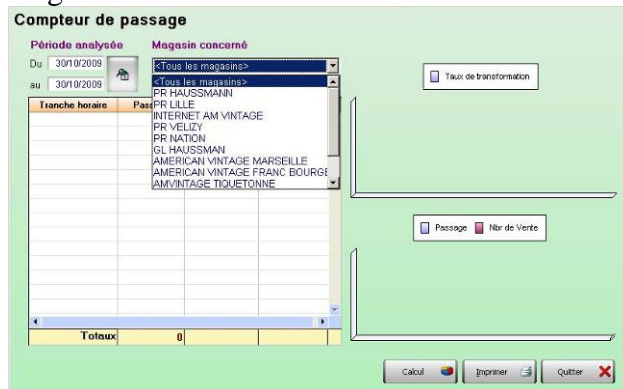 Compteur de passage
Période analysée Magasin concerné
Du 30/10/2009 <Tous les magasins>
au 30/10/2009 <Tous les magasins>
PR HAUSSMANN
PR LILLE
INTERNET AM VINTAGE
PR VELIZY
PR NATION
GL HAUSSMAN
AMERICAN VINTAGE MARSEILLE
AMERICAN VINTAGE FRANC BOURGE
AMVINTAGE TIQUETONNE
Tranche horaire Pass
Taux de transformation
Passage Nbr de Vente
Totaux 0
Calcul Imprimer Quitter